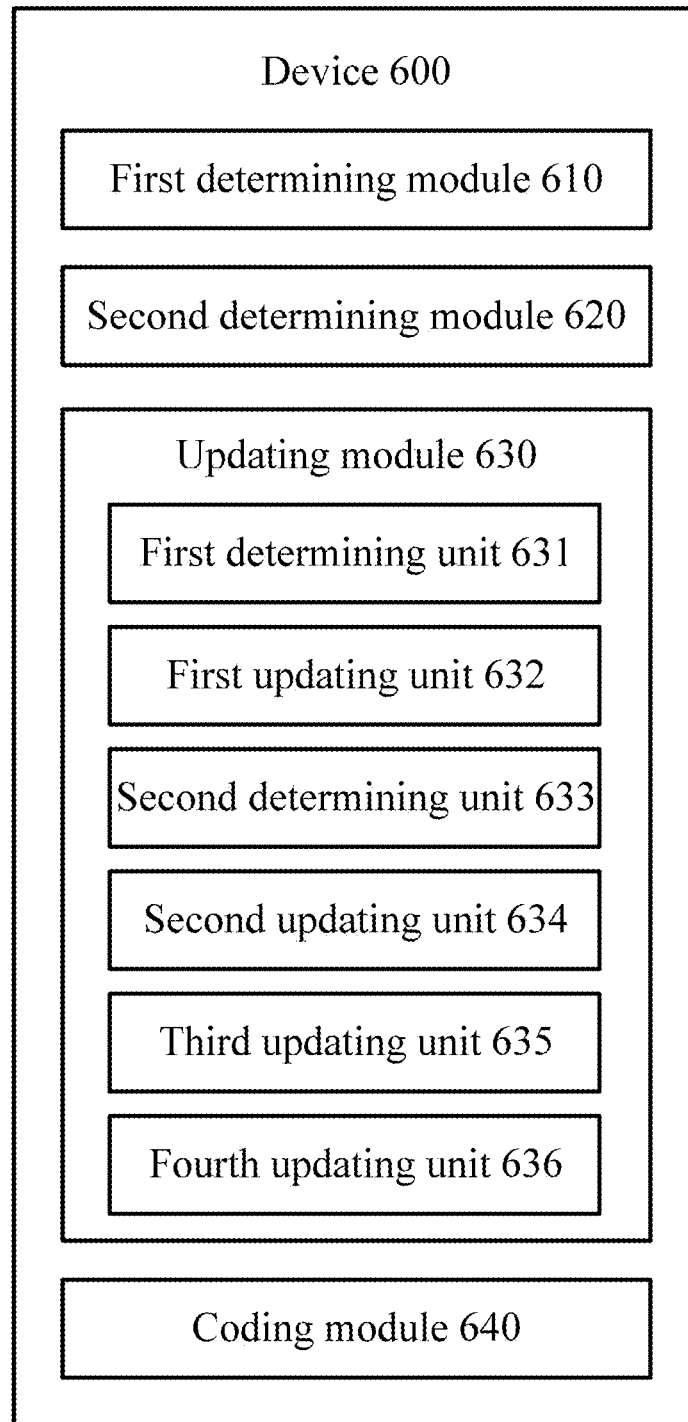 Device 600
First determining module 610
Second determining module 620
Updating module 630
First determining unit 631
First updating unit 632
Second determining unit 633
Second updating unit 634
Third updating unit 635
Fourth updating unit 636
Coding module 640